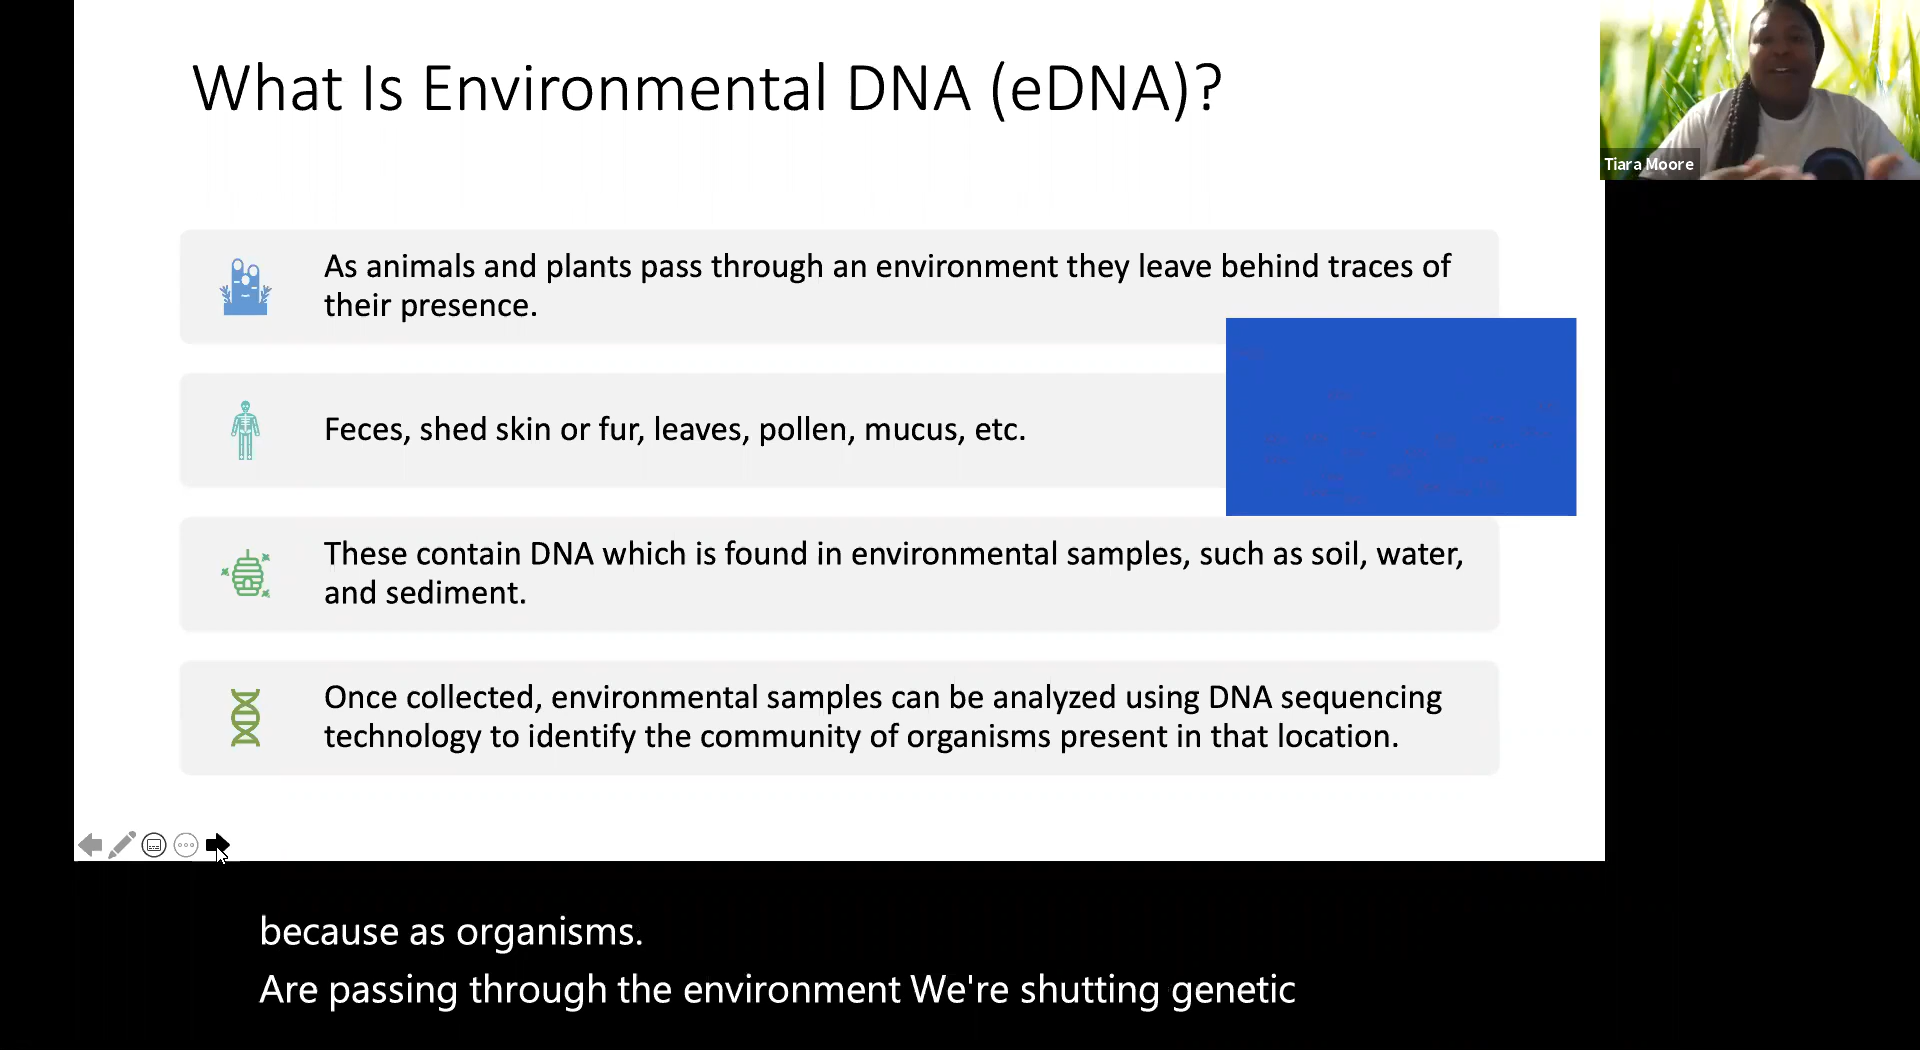 What Is Environmental DNA (eDNA)?
Tiara Moore
As animals and plants pass through an environment they leave behind traces of
their presence.
Feces, shed skin or fur, leaves, pollen, mucus, etc.
These contain DNA which is found in environmental samples, such as soil, water,
and sediment.
Once collected, environmental samples can be analyzed using DNA sequencing
technology to identify the community of organisms present in that location.
because as organisms.
Are passing through the environment We're shutting genetic